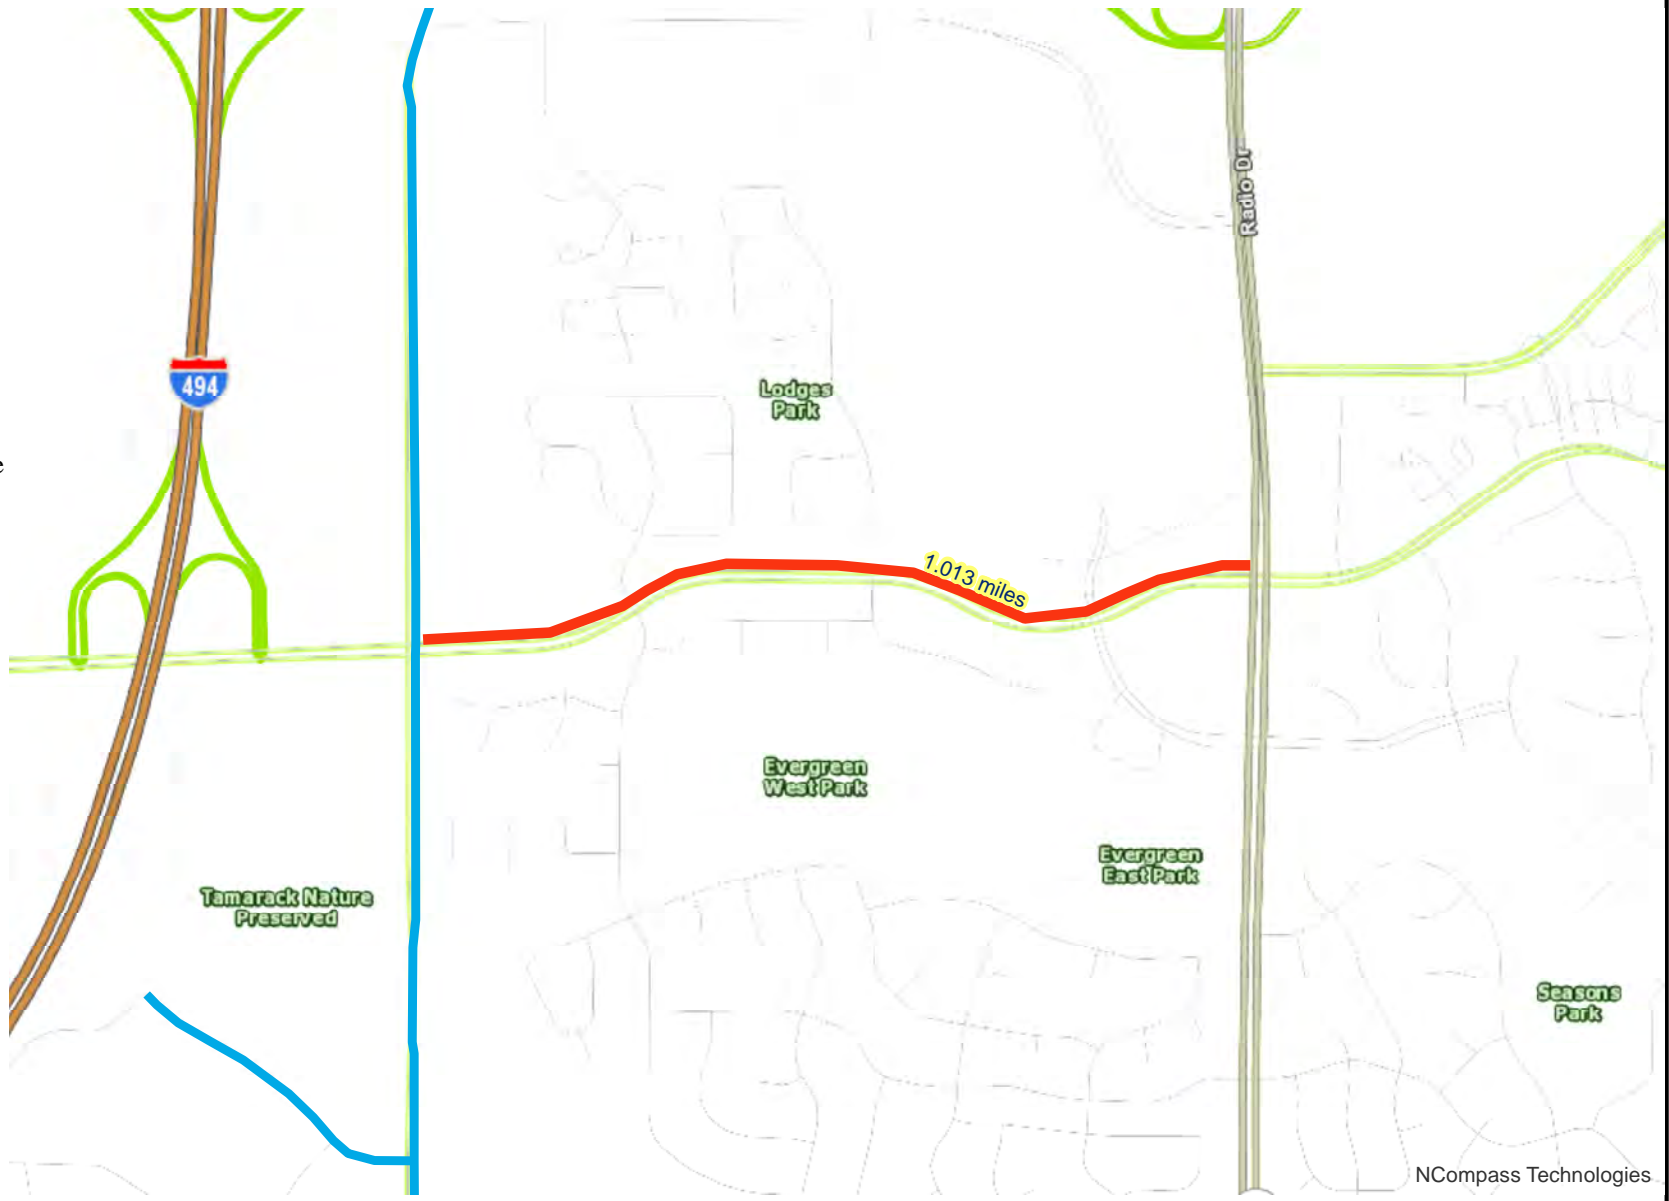 Radio Dr
494
Lodges
Park
e
1.013 miles
Evergreen
West Park
Evergreen
East Park
Tamarack Nature
Preserved
Seasons
Park
NCompass Technologies